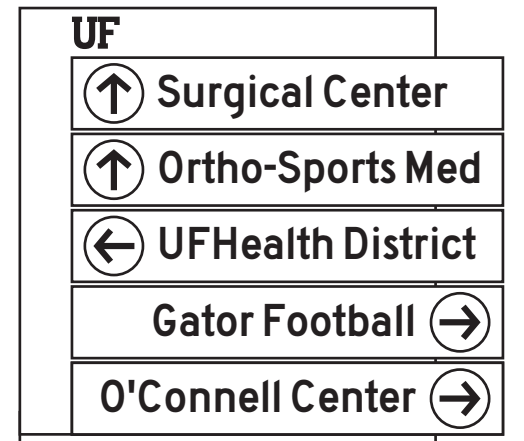 UF
Surgical Center
Ortho-Sports Med
UFHealth District
Gator Football
O'Connell Center